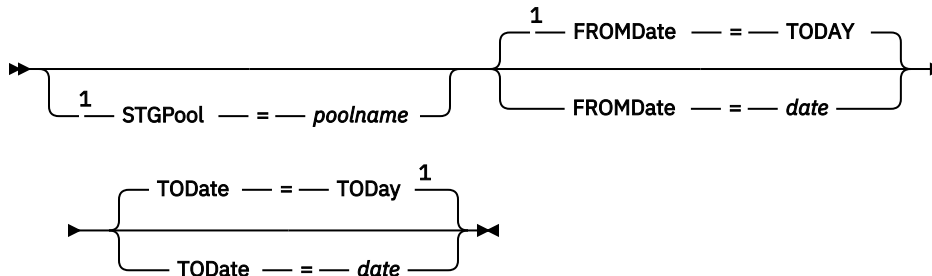 1 FROMDate = TODAY
1 STGPool = poolname
FROMDate = date
TODate = TODay 1
TODate = date